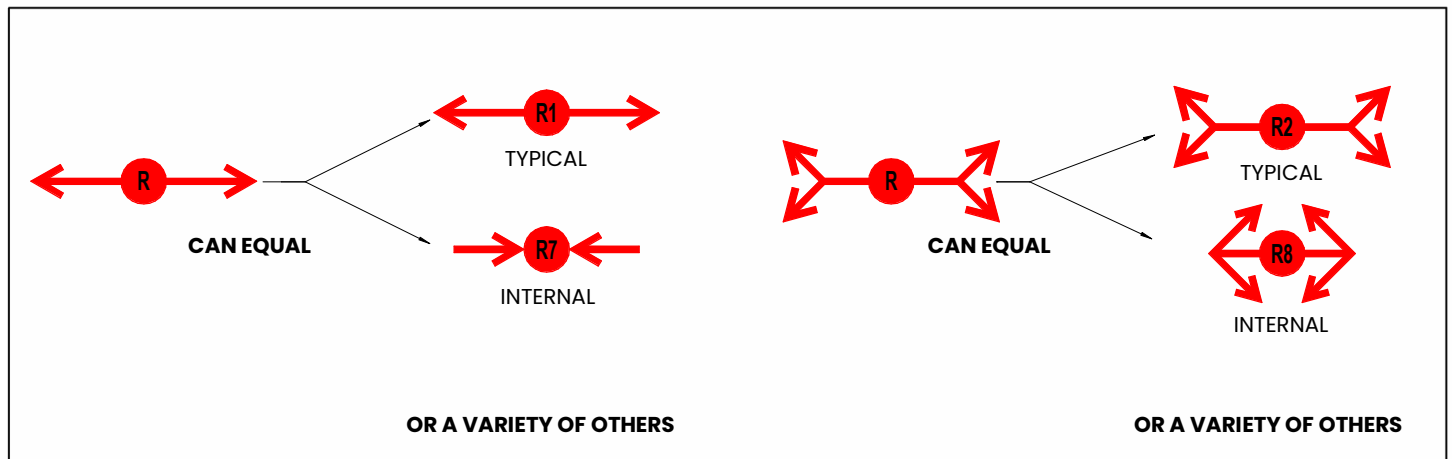 R1
TYPICAL
R
CAN EQUAL
R7
INTERNAL
OR A VARIETY OF OTHERS
R2
TYPICAL
R
CAN EQUAL
R8
INTERNAL
OR A VARIETY OF OTHERS